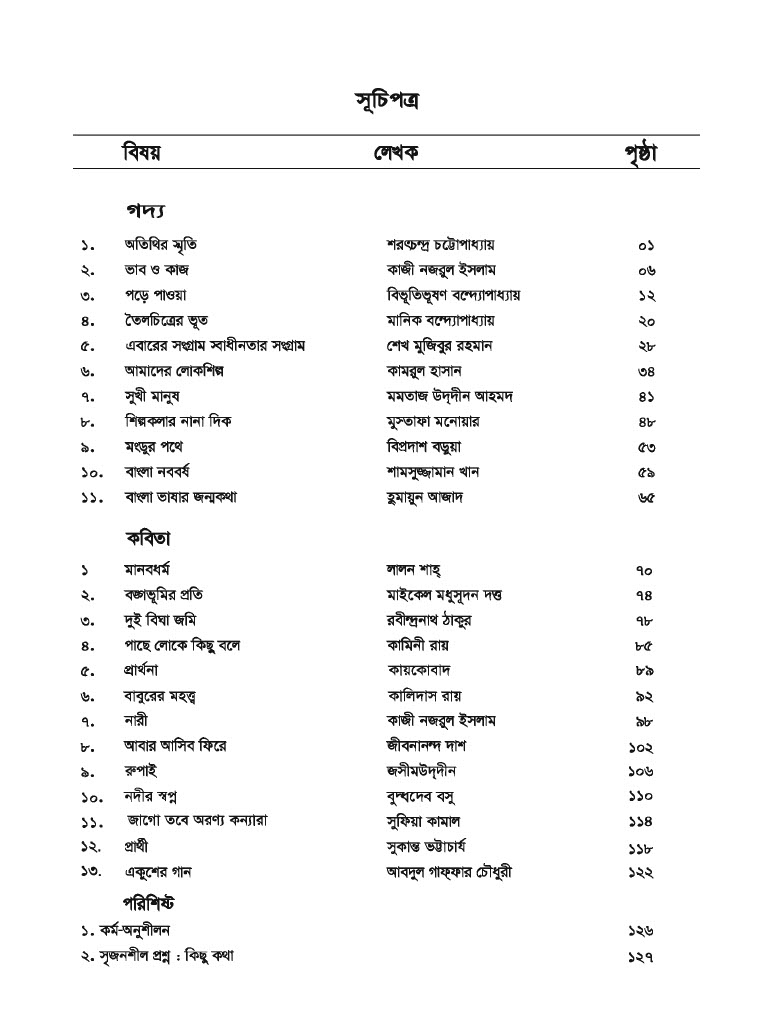 সূচিপত্র
বিষয় লেখক পৃষ্ঠা
গদ্য
১. অতিথির স্মৃতি শরৎচন্দ্র চট্টোপাধ্যায় ০১
২. ভাব ও কাজ কাজী নজরুল ইসলাম ০৬
৩. পড়ে পাওয়া বিভূতিভূষণ বন্দ্যোপাধ্যায় ১২
৪. তৈলচিত্রের ভূত মানিক বন্দ্যোপাধ্যায় ২০
৫. এবারের সংগ্রাম স্বাধীনতার সংগ্রাম শেখ মুজিবুর রহমান ২৮
৬. আমাদের লোকশিল্প কামরুল হাসান ৩৪
৭. সুখী মানুষ মমতাজ উদ্‌দীন আহমদ ৪১
৮. শিল্পকলার নানা দিক মুস্তাফা মনোয়ার ৪৮
৯. মংডুর পথে বিপ্রদাশ বড়ুয়া ৫৩
১০. বাংলা নববর্ষ শামসুজ্জামান খান ৫৯
১১. বাংলা ভাষার জন্মকথা হুমায়ুন আজাদ ৬৫
কবিতা
১ মানবধর্ম লালন শাহ্ ৭০
২. বঙ্গভূমির প্রতি মাইকেল মধুসূদন দত্ত ৭৪
৩. দুই বিঘা জমি রবীন্দ্রনাথ ঠাকুর ৭৮
৪. পাছে লোকে কিছু বলে কামিনী রায় ৮৫
৫. প্রার্থনা কায়কোবাদ ৮৯
৬. বাবুরের মহত্ত্ব কালিদাস রায় ৯২
৭. নারী কাজী নজরুল ইসলাম ৯৮
৮. আবার আসিব ফিরে জীবনানন্দ দাশ ১০২
৯. রুপাই জসীমউদ্‌দীন ১০৬
১০. নদীর স্বপ্ন বুদ্ধদেব বসু ১১০
১১. জাগো তবে অরণ্য কন্যারা সুফিয়া কামাল ১১৪
১২. প্রার্থী সুকান্ত ভট্টাচার্য ১১৮
১৩. একুশের গান আবদুল গাফ্‌ফার চৌধুরী ১২২
পরিশিষ্ট
১. কর্ম-অনুশীলন ১২৬
২. সৃজনশীল প্রশ্ন : কিছু কথা ১২৭